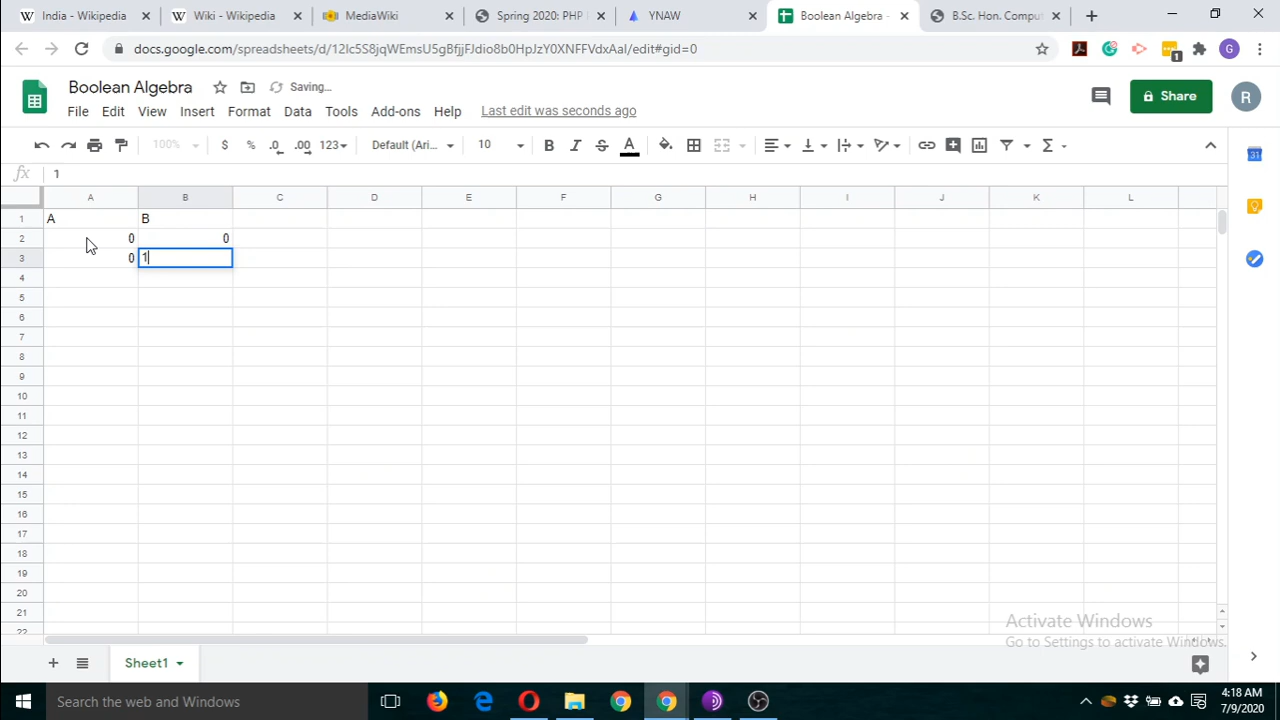 India - Wikipedia
Wiki - Wikipedia
MediaWiki
Spring 2020: PHP
YNAW
Boolean Algebra -
B.Sc. Hon. Comput
docs.google.com/spreadsheets/d/12Ic5S8jqWEmsU5gBfjjFJdio8b0HpJzY0XNFFVdxAaI/edit#gid=0
1
G
Boolean Algebra
Saving...
File Edit View Insert Format Data Tools Add-ons Help Last edit was seconds ago
Share
R
100% $ % .0 .00 123 Default (Ari... 10 B I S A Σ
fx 1
31
A B C D E F G H I J K L
1 A B
2 0 0
3 0 1
4
5
6
7
8
9
10
11
12
13
14
15
16
17
18
19
20
21
22
Activate Windows
Go to Settings to activate Windows.
Sheet1
Search the web and Windows
4:18 AM
7/9/2020